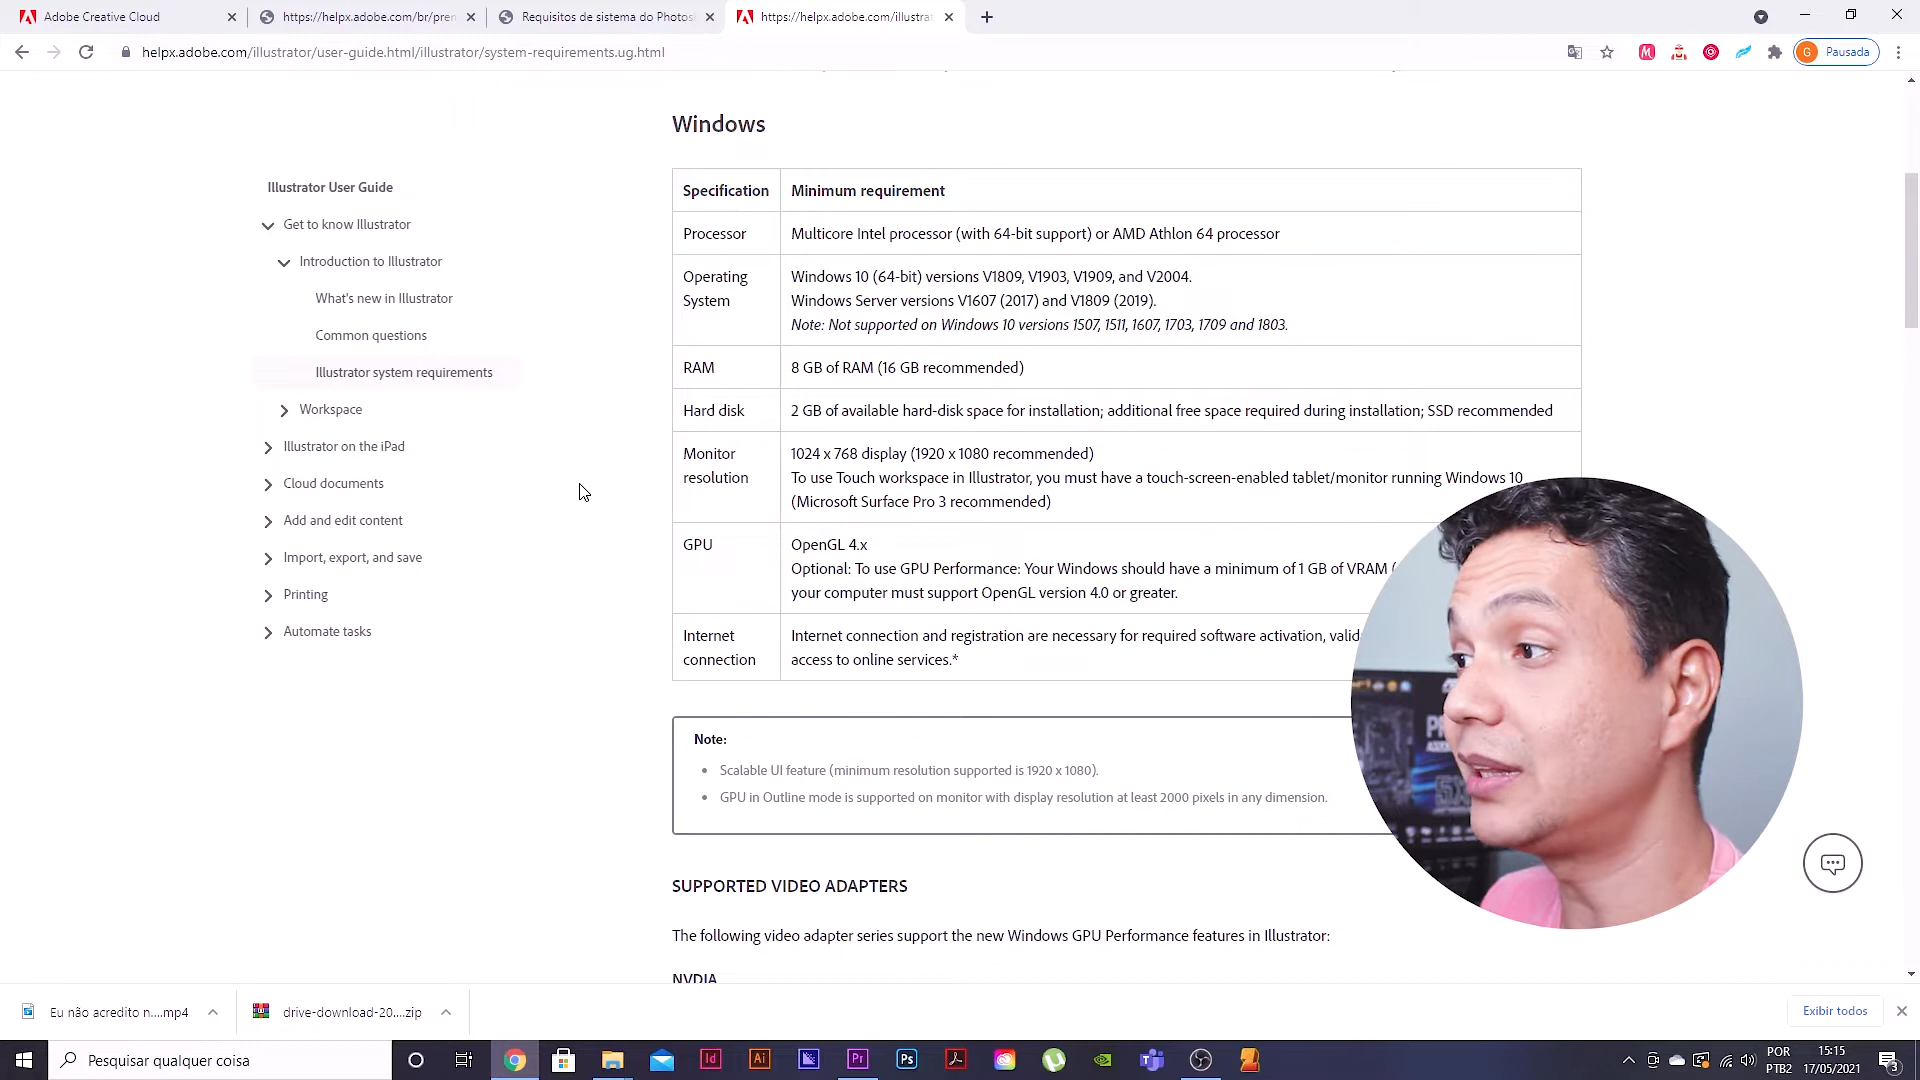 Adobe Creative Cloud
https://helpx.adobe.com/br/pren
Requisitos de sistema do Photos
https://helpx.adobe.com/illustrat
helpx.adobe.com/illustrator/user-guide.html/illustrator/system-requirements.ug.html
G Pausada
Windows
Illustrator User Guide
Get to know Illustrator
Introduction to Illustrator
What's new in Illustrator
Common questions
Illustrator system requirements
Workspace
Illustrator on the iPad
Cloud documents
Add and edit content
Import, export, and save
Printing
Automate tasks
Specification Minimum requirement
Processor Multicore Intel processor (with 64-bit support) or AMD Athlon 64 processor
Operating System
Windows 10 (64-bit) versions V1809, V1903, V1909, and V2004.
Windows Server versions V1607 (2017) and V1809 (2019).
Note: Not supported on Windows 10 versions 1507, 1511, 1607, 1703, 1709 and 1803.
RAM 8 GB of RAM (16 GB recommended)
Hard disk 2 GB of available hard-disk space for installation; additional free space required during installation; SSD recommended
Monitor resolution
1024 x 768 display (1920 x 1080 recommended)
To use Touch workspace in Illustrator, you must have a touch-screen-enabled tablet/monitor running Windows 10
(Microsoft Surface Pro 3 recommended)
GPU OpenGL 4.x
Optional: To use GPU Performance: Your Windows should have a minimum of 1 GB of VRAM (
your computer must support OpenGL version 4.0 or greater.
Internet connection
Internet connection and registration are necessary for required software activation, valid
access to online services.*
Note:
Scalable UI feature (minimum resolution supported is 1920 x 1080).
GPU in Outline mode is supported on monitor with display resolution at least 2000 pixels in any dimension.
SUPPORTED VIDEO ADAPTERS
The following video adapter series support the new Windows GPU Performance features in Illustrator:
NVIDIA
Eu não acredito n....mp4
drive-download-20....zip
Exibir todos
Pesquisar qualquer coisa
Id
Ai
Pr
Ps
POR
PTB2
15:15
17/05/2021
3